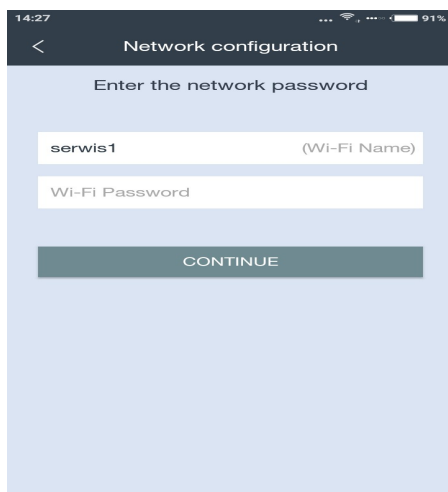 14:27 91%
< Network configuration
Enter the network password
serwis1 (Wi-Fi Name)
Wi-Fi Password
CONTINUE